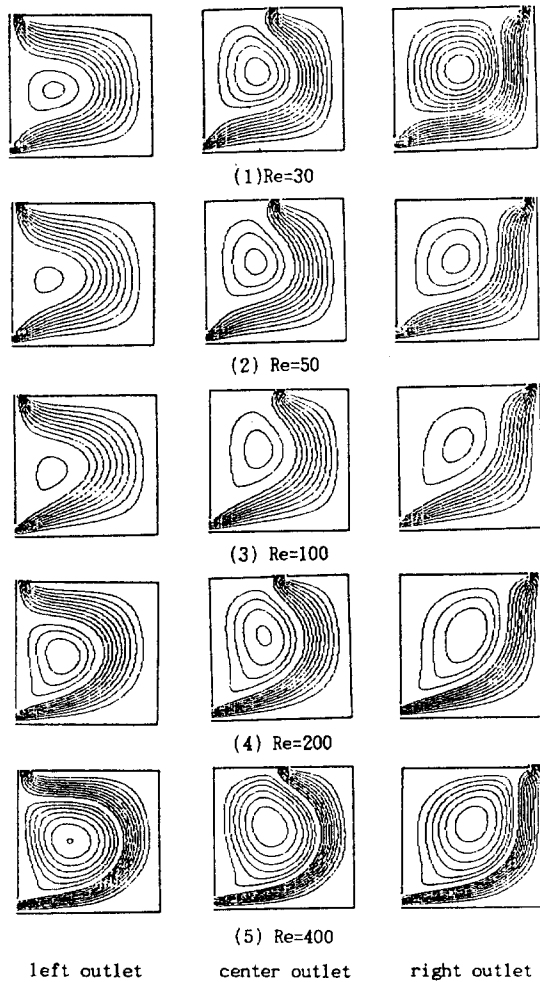 (1)Re=30
(2) Re=50
(3) Re=100
(4) Re=200
(5) Re=400
left outlet center outlet right outlet